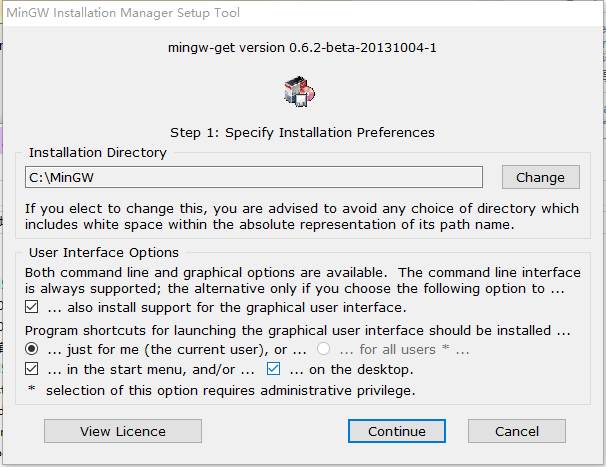 MinGW Installation Manager Setup Tool
mingw-get version 0.6.2-beta-20131004-1
Step 1: Specify Installation Preferences
Installation Directory
C:\MinGW
Change
If you elect to change this, you are advised to avoid any choice of directory which
includes white space within the absolute representation of its path name.
User Interface Options
Both command line and graphical options are available.  The command line interface
is always supported; the alternative only if you choose the following option to ...
... also install support for the graphical user interface.
Program shortcuts for launching the graphical user interface should be installed ...
... just for me (the current user), or ... ... for all users * ...
... in the start menu, and/or ... ... on the desktop.
* selection of this option requires administrative privilege.
View Licence Continue Cancel